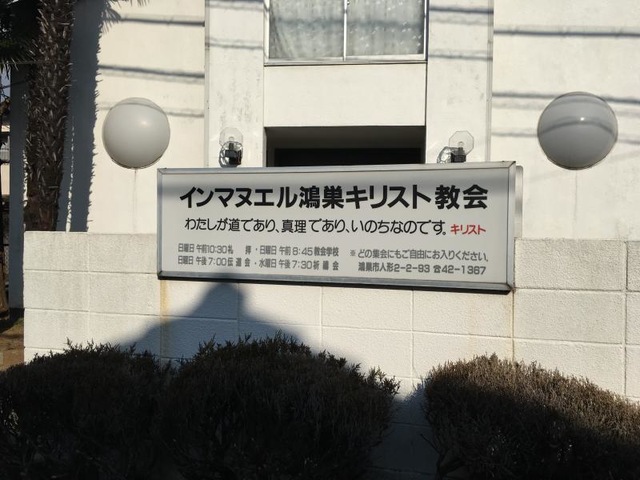 インマヌエル鴻巣キリスト教会
わたしが道であり、真理であり、いのちなのです。キリスト
日曜日 午前10:30 礼拝・日曜日 午前8:45 教会学校 ※どの集会にもご自由にお入りください。
日曜日 午後7:00 伝道会・水曜日 午後7:30 祈祷会 鴻巣市人形2-2-93 ☎42-1367